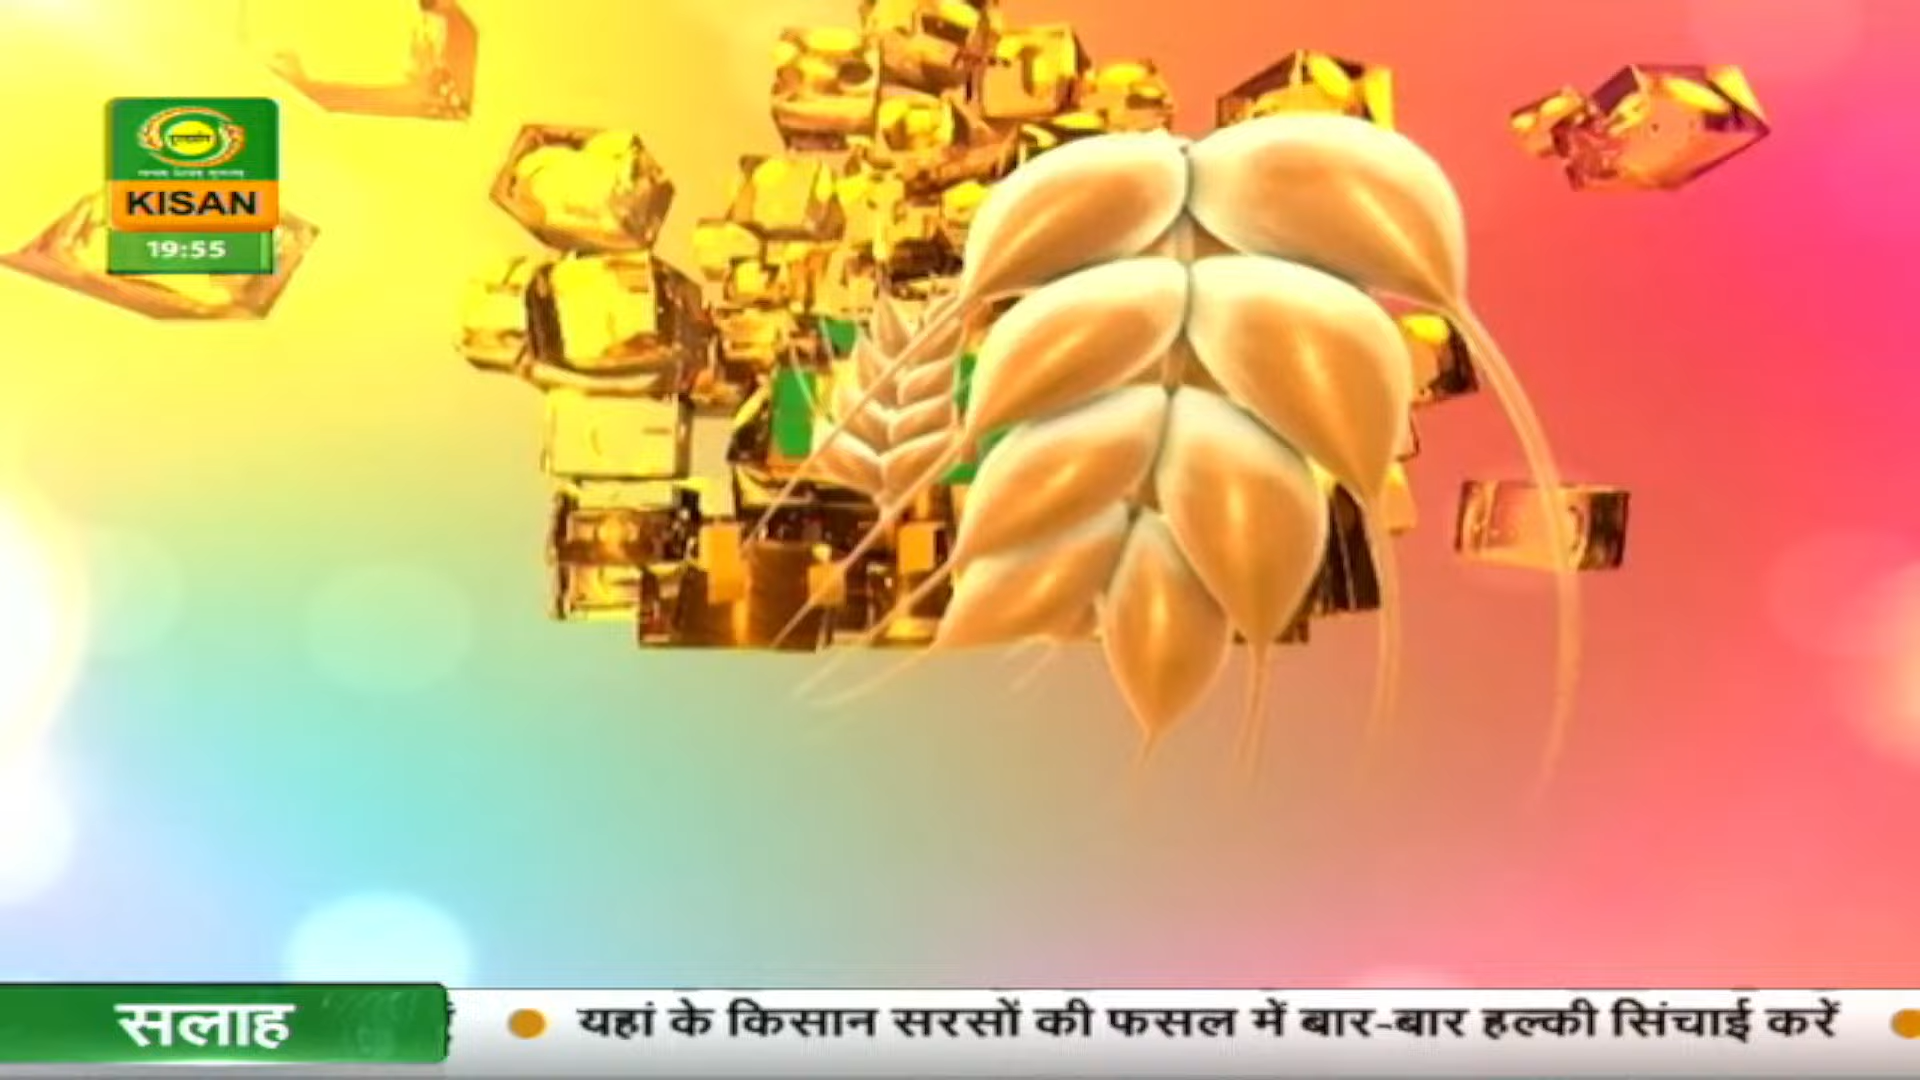 KISAN
19:55
सलाह
यहां के किसान सरसों की फसल में बार-बार हल्की सिंचाई करें